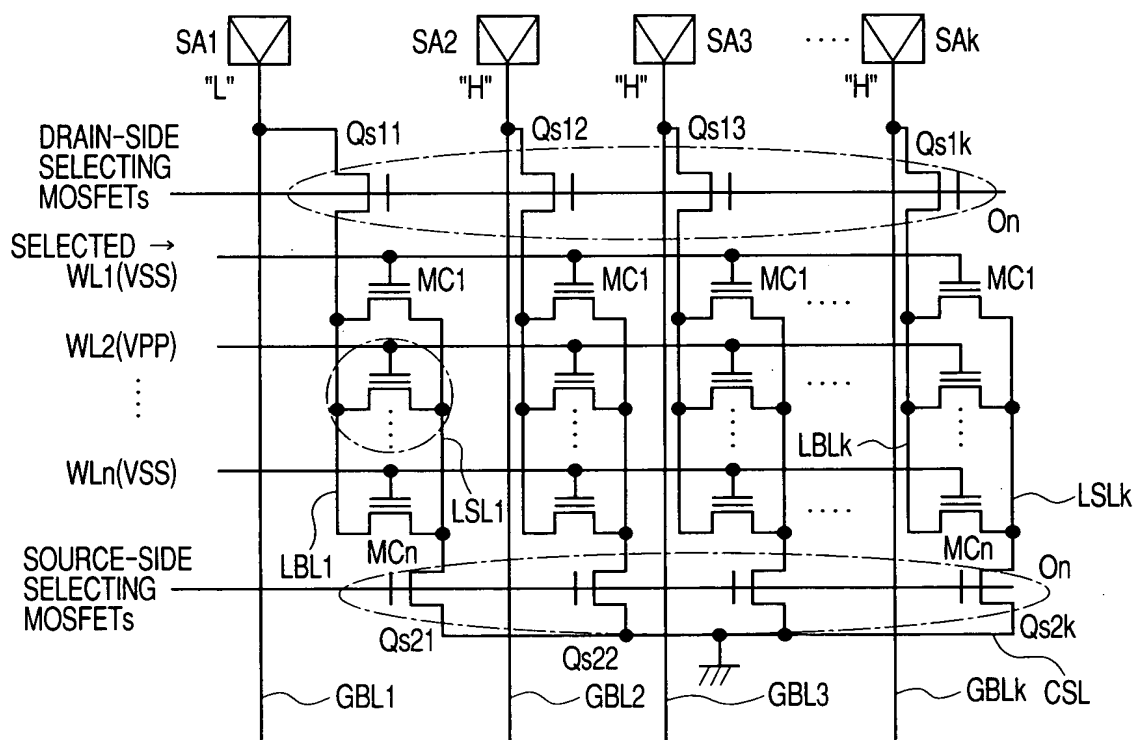 SA1
SA2
SA3
....
SAk
"L"
"H"
"H"
"H"
DRAIN-SIDE
SELECTING
MOSFETs
Qs11
Qs12
Qs13
Qs1k
On
SELECTED →
WL1(VSS)
MC1
MC1
MC1
MC1
....
WL2(VPP)
....
WLn(VSS)
....
LBLk
LSL1
LSLk
LBL1
MCn
MCn
SOURCE-SIDE
SELECTING
MOSFETs
On
Qs21
Qs22
Qs2k
GBL1
GBL2
GBL3
GBLk
CSL